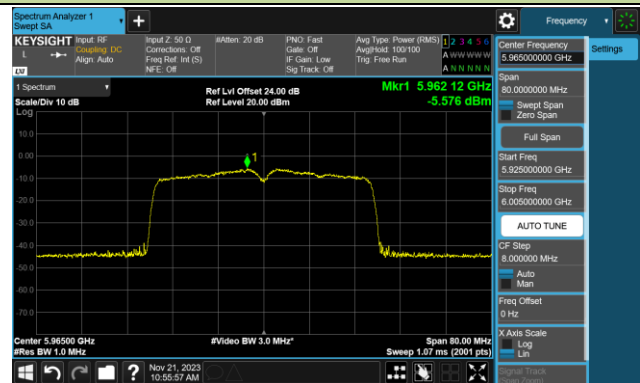 Spectrum Analyzer 1
Swept SA
Frequency
KEYSIGHT
L
LXI
Input: RF
Coupling: DC
Align: Auto
Input Z: 50 Ω
Corrections: Off
Freq Ref: Int (S)
NFE: Off
#Atten: 20 dB
PNO: Fast
Gate: Off
IF Gain: Low
Sig Track: Off
Avg Type: Power (RMS)
Avg|Hold: 100/100
Trig: Free Run
1 2 3 4 5 6
A W W W W W
A N N N N N
1 Spectrum
Scale/Div 10 dB
Log
Ref Lvl Offset 24.00 dB
Ref Level 20.00 dBm
Mkr1 5.962 12 GHz
-5.576 dBm
10.0
0.00
-10.0
-20.0
-30.0
-40.0
-50.0
-60.0
-70.0
1
Center 5.96500 GHz
#Res BW 1.0 MHz
#Video BW 3.0 MHz*
Span 80.00 MHz
Sweep 1.07 ms (2001 pts)
Nov 21, 2023
10:55:57 AM
Center Frequency
5.965000000 GHz
Span
80.0000000 MHz
Swept Span
Zero Span
Full Span
Start Freq
5.925000000 GHz
Stop Freq
6.005000000 GHz
AUTO TUNE
CF Step
8.000000 MHz
Auto
Man
Freq Offset
0 Hz
X Axis Scale
Log
Lin
Signal Track
(Span Zoom)
Settings